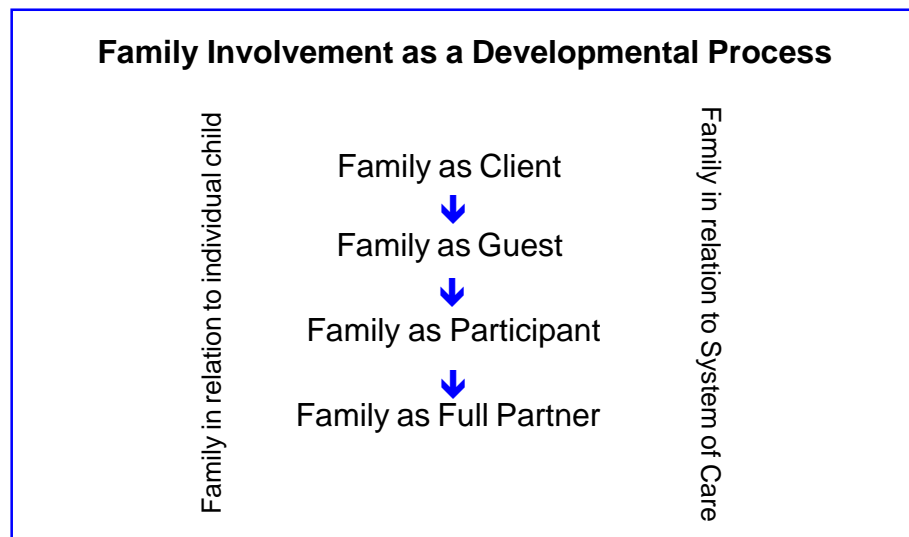 Family Involvement as a Developmental Process
Family in relation to individual child
Family as Client
Family as Guest
Family as Participant
Family as Full Partner
Family in relation to System of Care